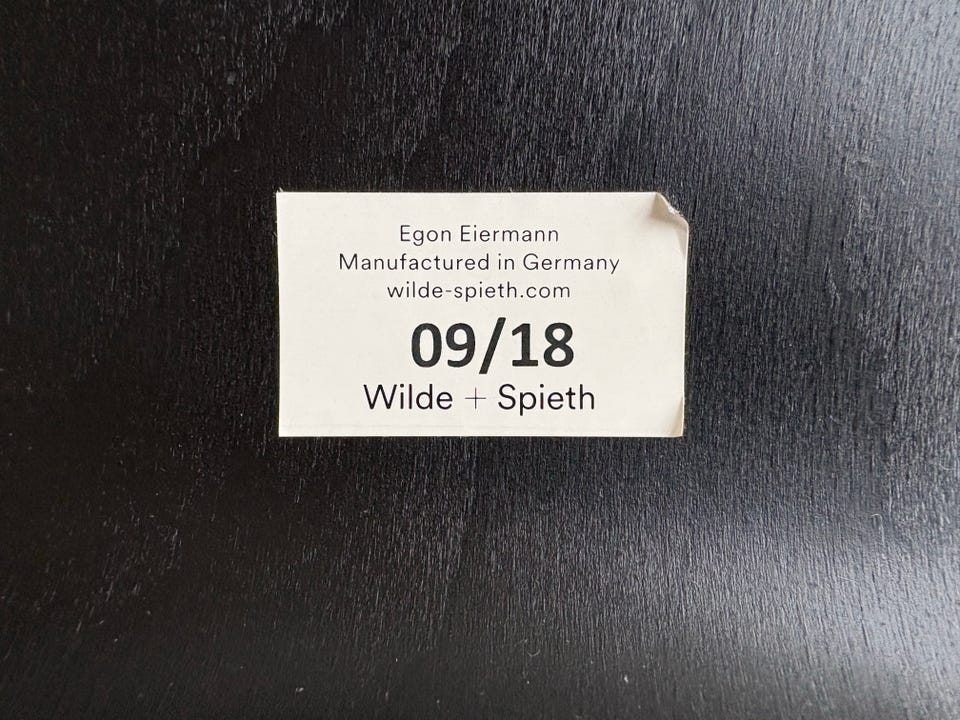 Egon Eiermann
Manufactured in Germany
wilde-spieth.com
09/18
Wilde + Spieth